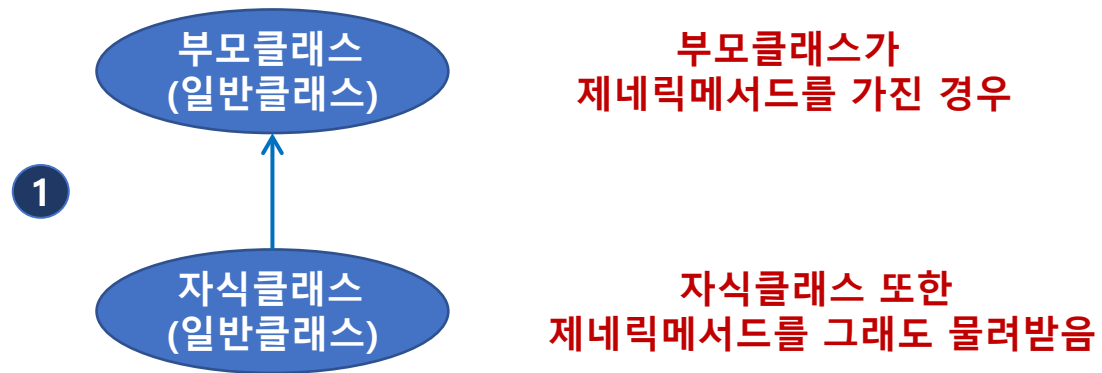 부모클래스
(일반클래스)
부모클래스가
제네릭메서드를 가진 경우
1
자식클래스
(일반클래스)
자식클래스 또한
제네릭메서드를 그래도 물려받음